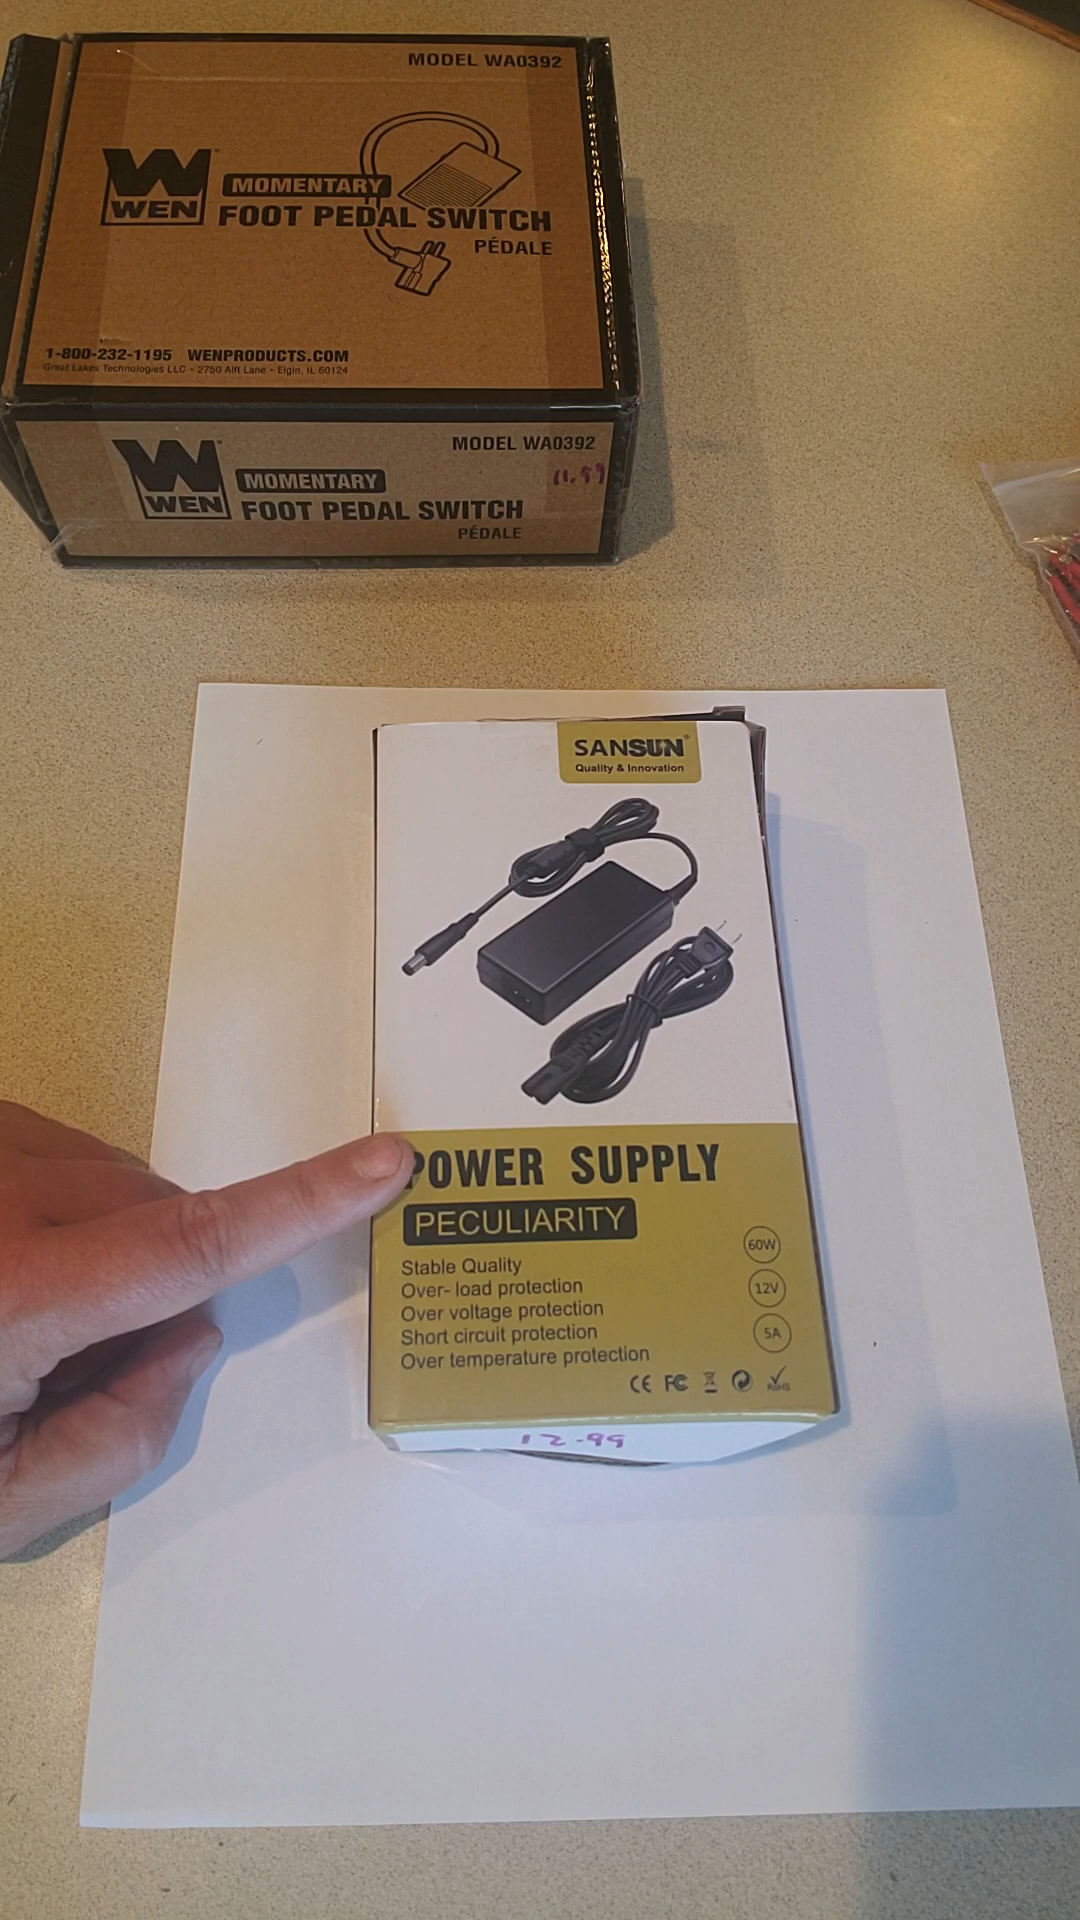 MODEL WA0392
WEN
MOMENTARY
FOOT PEDAL SWITCH
PÉDALE
1-800-232-1195 WENPRODUCTS.COM
Great Lakes Technologies LLC • 2750 Alft Lane • Elgin, IL 60124
MODEL WA0392
11.99
WEN
MOMENTARY
FOOT PEDAL SWITCH
PÉDALE
SANSUN®
Quality & Innovation
POWER SUPPLY
PECULIARITY
Stable Quality
Over- load protection
Over voltage protection
Short circuit protection
Over temperature protection
60W
12V
5A
CE FC RoHS
12.99